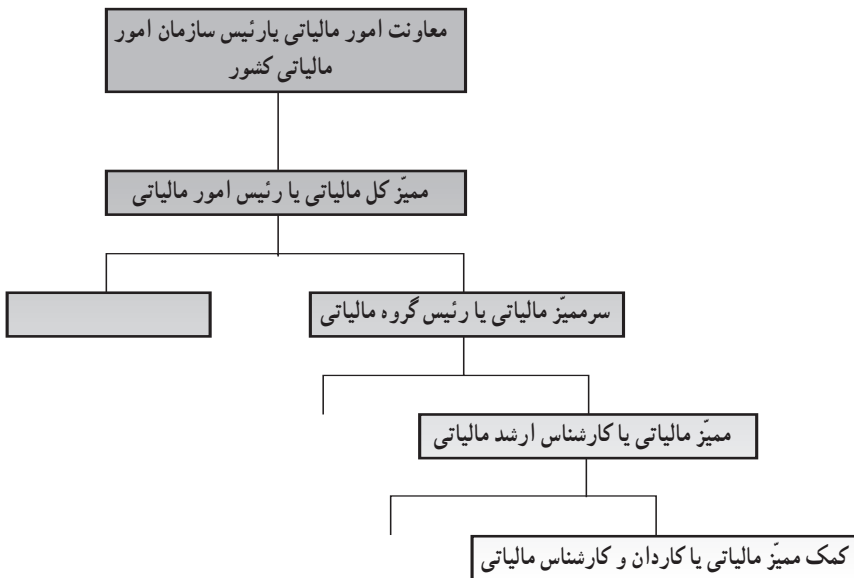 معاونت امور مالیاتی یارئیس سازمان امور
مالیاتی کشور
ممیّز کل مالیاتی یا رئیس امور مالیاتی
سرممیّز مالیاتی یا رئیس گروه مالیاتی
ممیّز مالیاتی یا کارشناس ارشد مالیاتی
کمک ممیّز مالیاتی یا کاردان و کارشناس مالیاتی